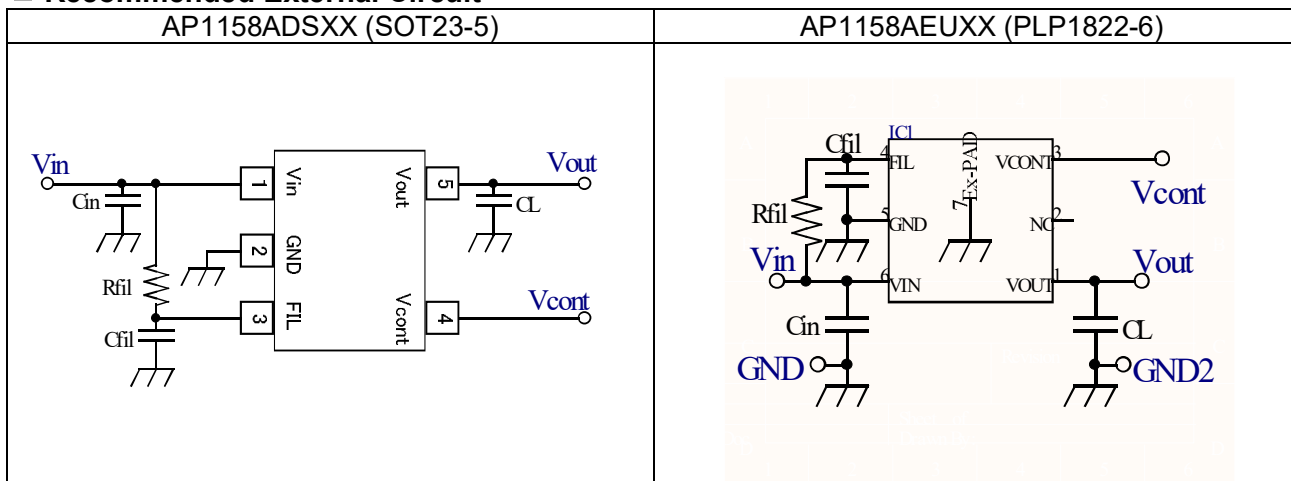 ■ Recommended External Circuit
AP1158ADSXX (SOT23-5)
AP1158AEUXX (PLP1822-6)
Vin
Cin
Rfil
Cfil
1
Vin
2
GND
3
FIL
Vout
5
Vcont
4
Vout
CL
Vcont
IC1
Cfil
4
FIL
Rfil
5
GND
Vin
6
VIN
Cin
GND
7
Ex-PAD
VCONT
3
Vcont
NC
2
VOUT
1
Vout
CL
GND2